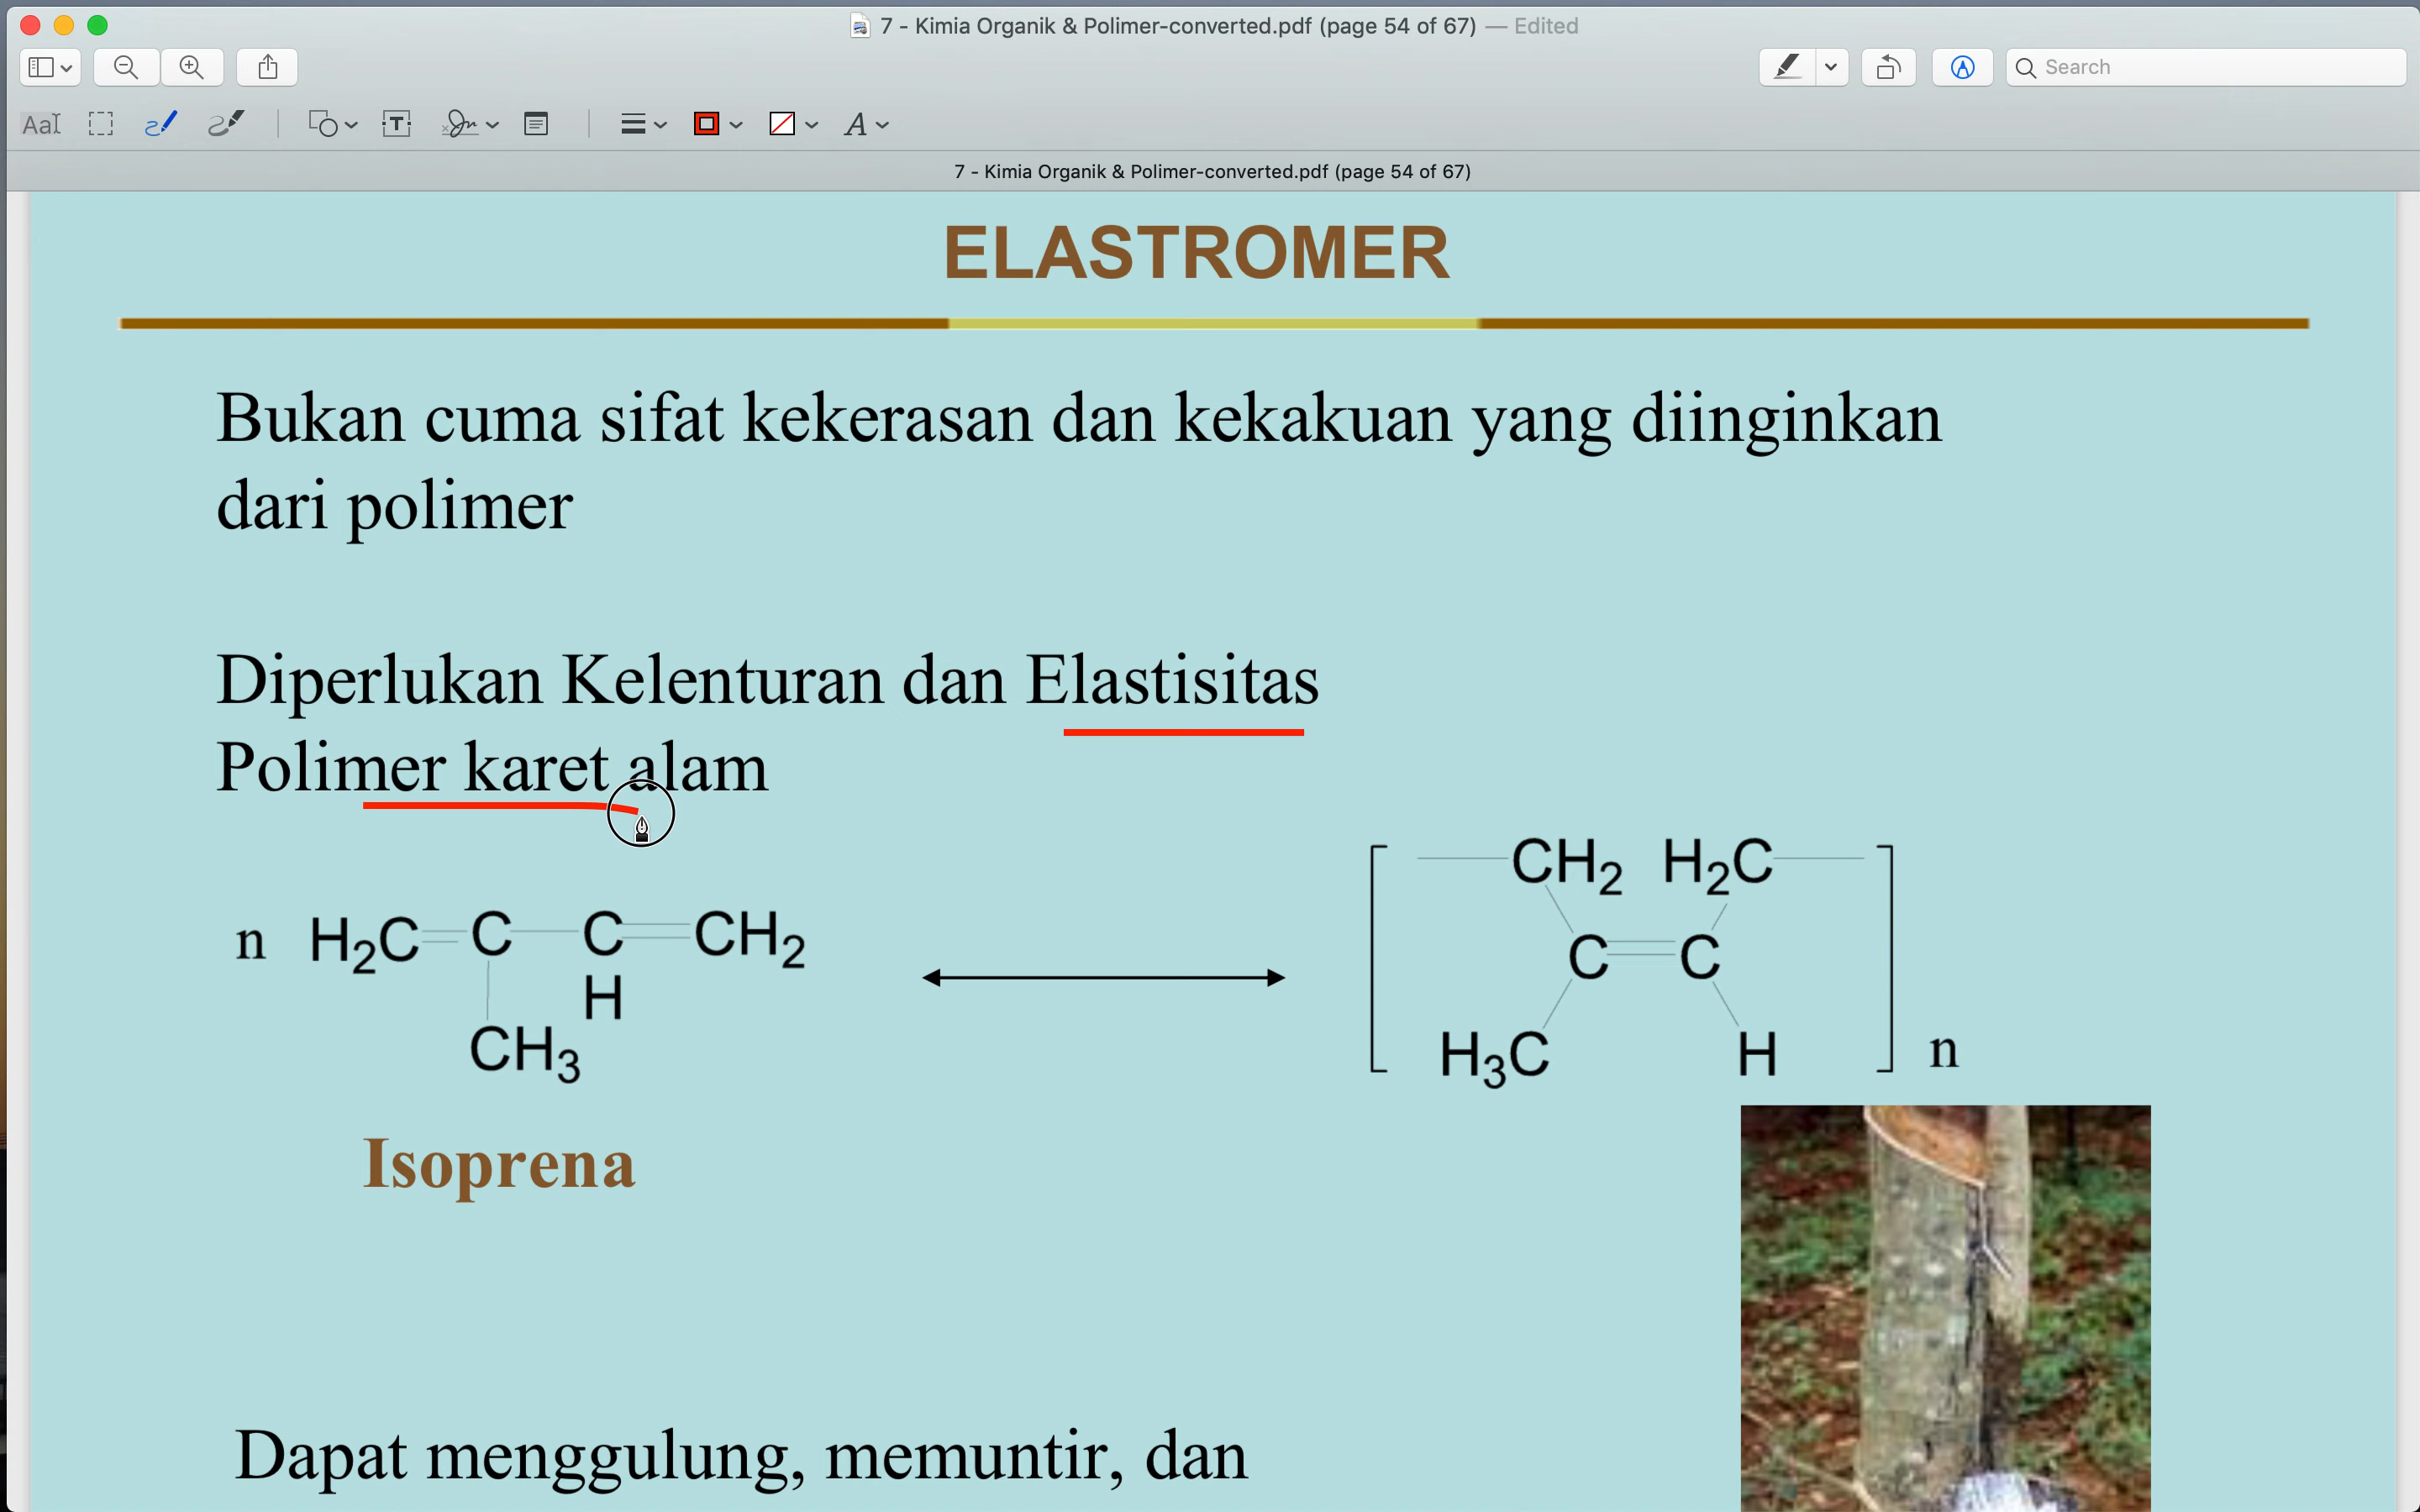 7 - Kimia Organik & Polimer-converted.pdf (page 54 of 67) — Edited
Search
AaI
T
A
7 - Kimia Organik & Polimer-converted.pdf (page 54 of 67)
ELASTROMER
Bukan cuma sifat kekerasan dan kekakuan yang diinginkan
dari polimer
Diperlukan Kelenturan dan Elastisitas
Polimer karet alam
CH2 H2C
n H2C C C CH2
C C
H
CH3
H3C H n
Isoprena
Dapat menggulung, memuntir, dan